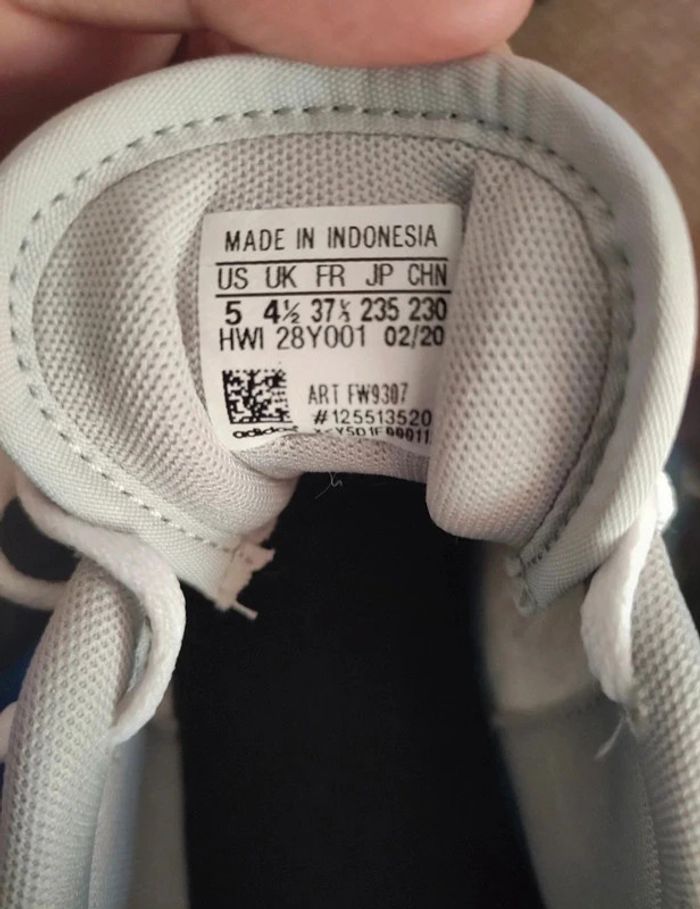 MADE IN INDONESIA
US UK FR JP CHN
5 4½ 37⅓ 235 230
HWI 28Y001 02/20
ART FW9307
#125513520
adidas